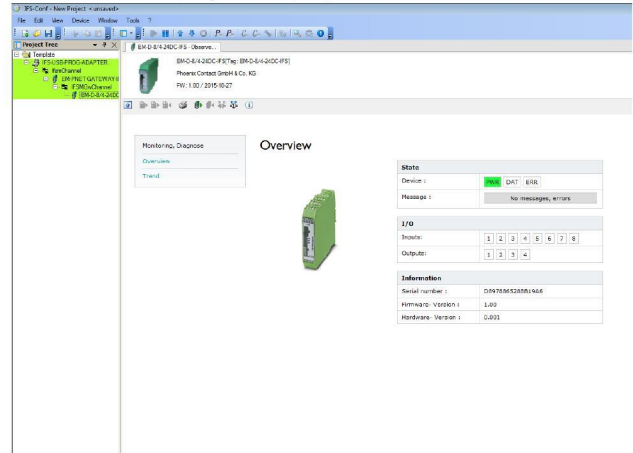 IFS-Conf - New Project <unsaved>
File Edit View Device Window Tools ?
Project Tree
Template
IFS-USB-PROG-ADAPTER
FimChannel
EM-PNET-GATEWAY-I
IFSMGwChannel
EM-D-8/4-24DC
EM-D-8/4-24DC-IFS - Observe...
EM-D-8/4-24DC-IFS[Tag: EM-D-8/4-24DC-IFS]
Phoenix Contact GmbH & Co. KG
FW: 1.00 / 2015-10-27
Monitoring, Diagnose
Overview
Trend
Overview
State
Device : PWR DAT ERR
Message : No messages, errors
I/O
Inputs: 1 2 3 4 5 6 7 8
Outputs: 1 2 3 4
Information
Serial number :
Firmware- Version : 1.00
Hardware- Version : 0.001